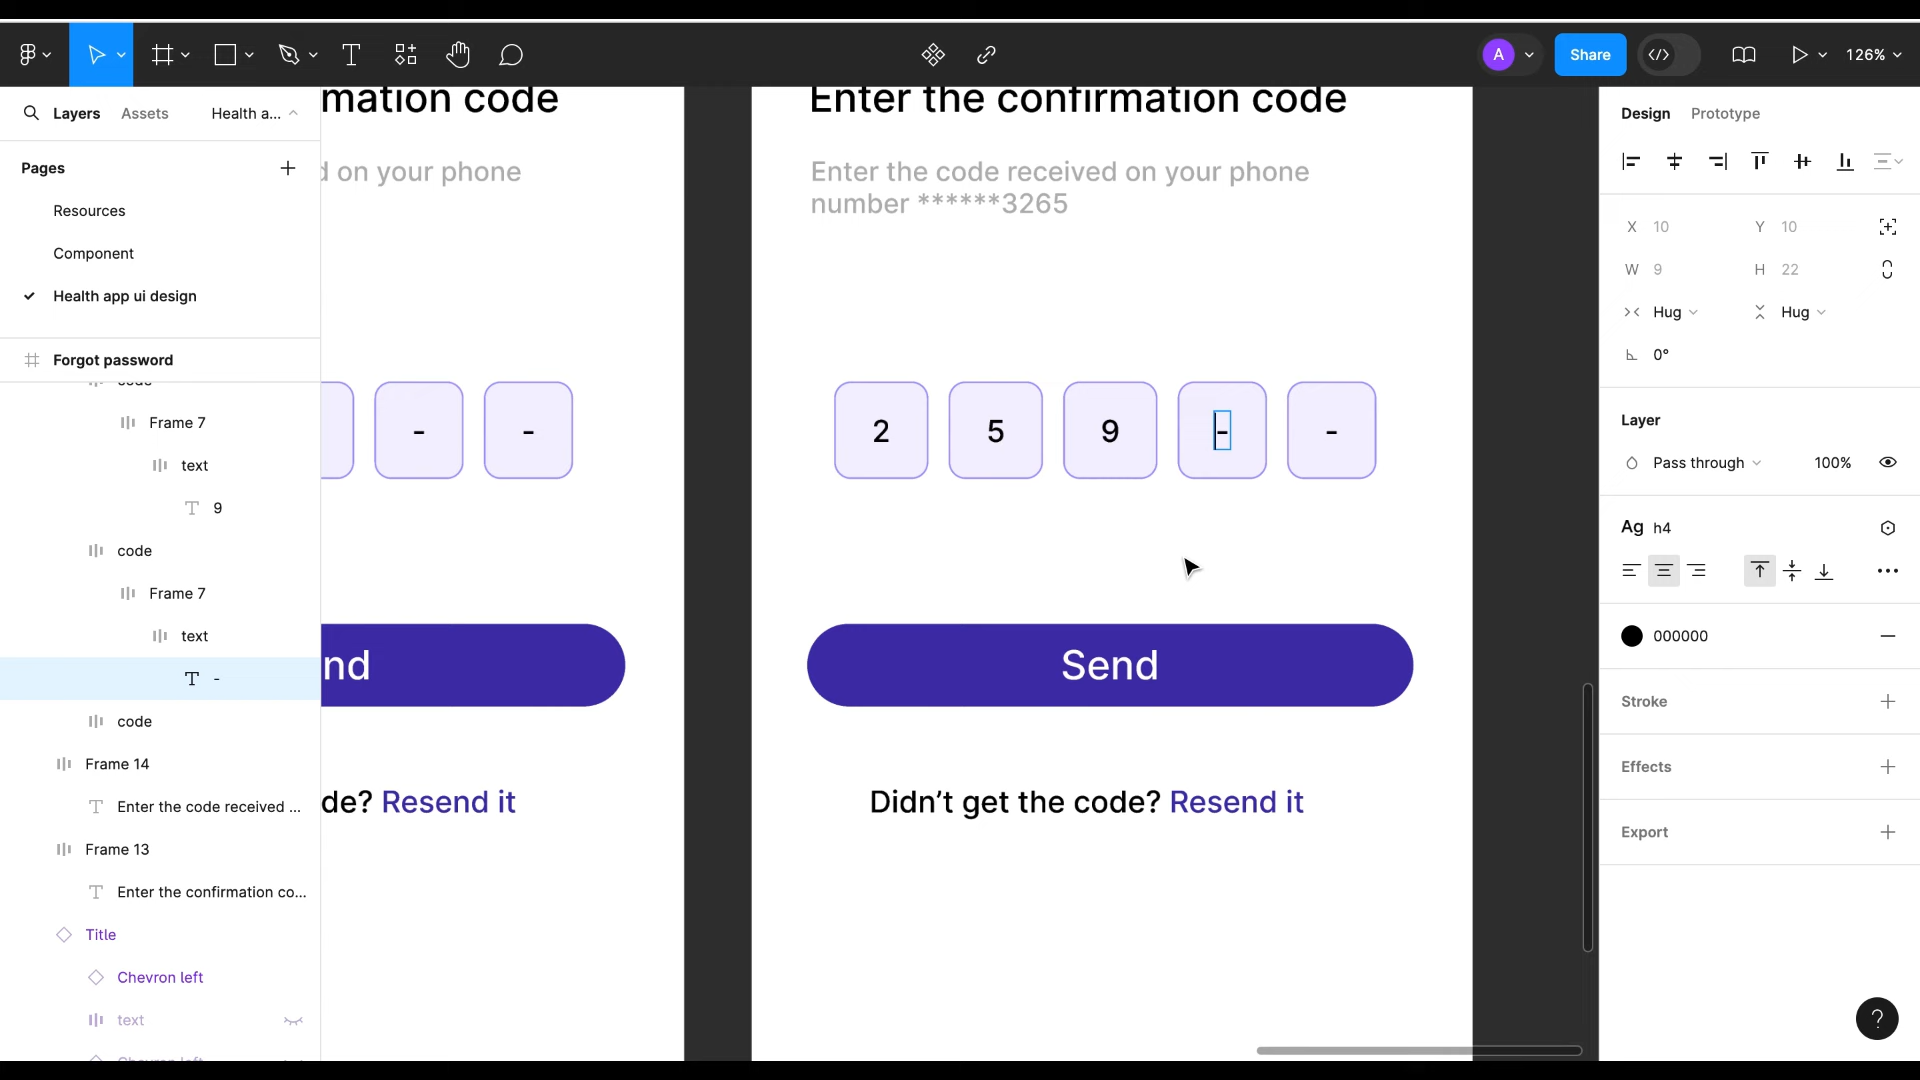 A
Share
126%
Layers
Assets
Health a...
Pages
Resources
Component
Health app ui design
Forgot password
code
Frame 7
text
9
code
Frame 7
text
-
code
Frame 14
Enter the code received ...
Frame 13
Enter the confirmation co...
Title
Chevron left
text
Chevron left
mation code
d on your phone
-
-
nd
de? Resend it
Enter the confirmation code
Enter the code received on your phone
number ******3265
2
5
9
-
-
Send
Didn’t get the code? Resend it
Design
Prototype
X 10
Y 10
W 9
H 22
Hug
Hug
0°
Layer
Pass through
100%
Ag h4
000000
Stroke
Effects
Export
?